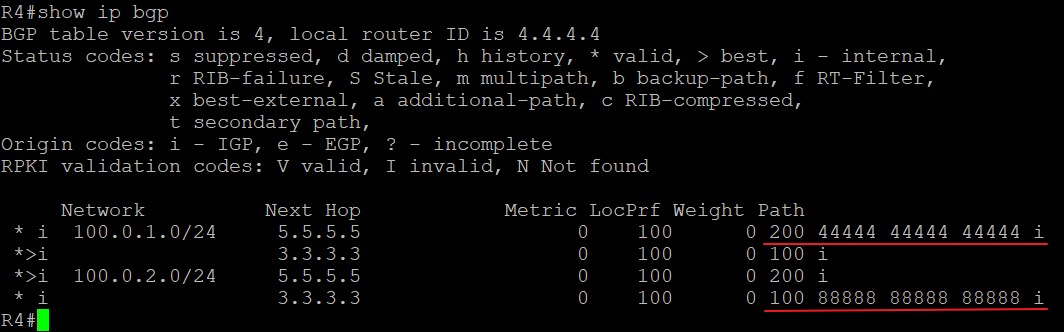 R4#show ip bgp
BGP table version is 4, local router ID is 4.4.4.4
Status codes: s suppressed, d damped, h history, * valid, > best, i - internal,
              r RIB-failure, S Stale, m multipath, b backup-path, f RT-Filter,
              x best-external, a additional-path, c RIB-compressed,
              t secondary path,
Origin codes: i - IGP, e - EGP, ? - incomplete
RPKI validation codes: V valid, I invalid, N Not found
     Network          Next Hop            Metric LocPrf Weight Path
 * i  100.0.1.0/24     5.5.5.5                  0    100      0 200 44444 44444 44444 i
 *>i                   3.3.3.3                  0    100      0 100 i
 *>i  100.0.2.0/24     5.5.5.5                  0    100      0 200 i
 * i                   3.3.3.3                  0    100      0 100 88888 88888 88888 i
R4#